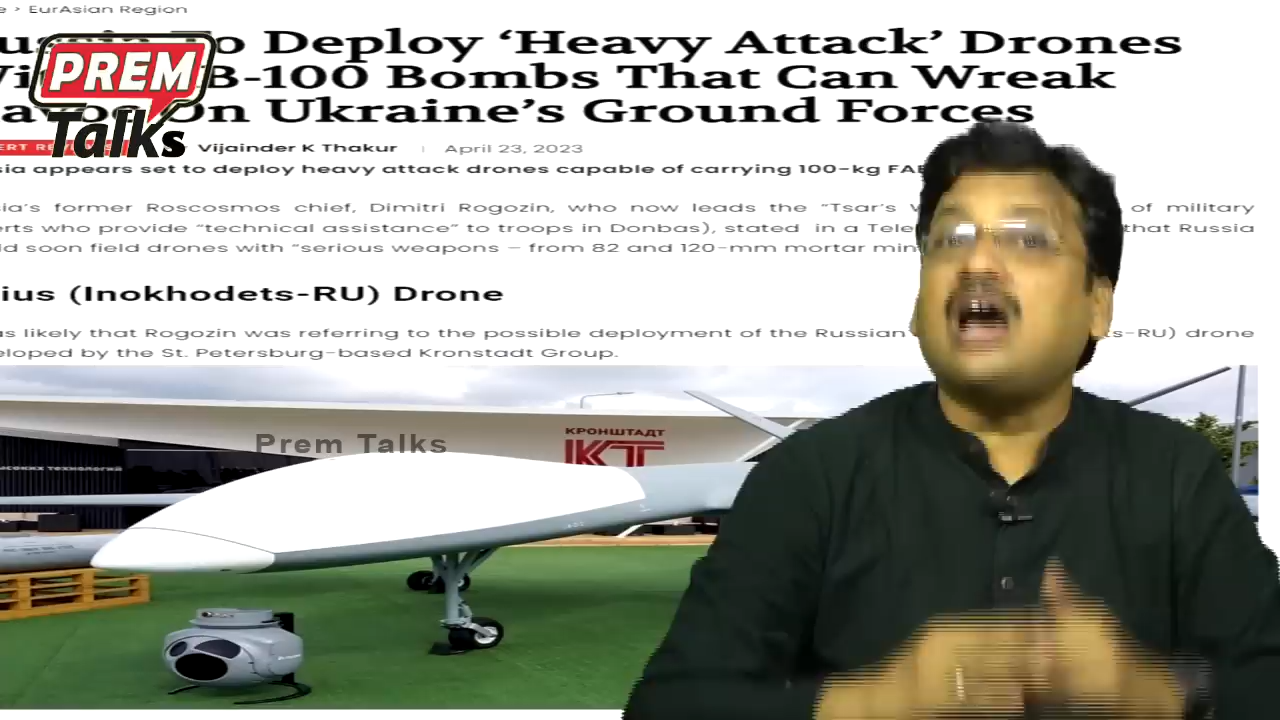 > EurAsian Region
To Deploy ‘Heavy Attack’ Drones
B-100 Bombs That Can Wreak
On Ukraine’s Ground Forces
PREM
Talks
Vijainder K Thakur | April 23, 2023
appears set to deploy heavy attack drones capable of carrying 100-kg
former Roscosmos chief, Dimitri Rogozin, who now leads the “Tsar’s of military
who provide “technical assistance” to troops in Donbas), stated in a that Russia
soon field drones with “serious weapons – from 82 and 120-mm mortar
(Inokhodets-RU) Drone
likely that Rogozin was referring to the possible deployment of the Russian s-RU) drone
by the St. Petersburg-based Kronstadt Group.
КРОНШТАДТ
КТ
Prem Talks
технологий